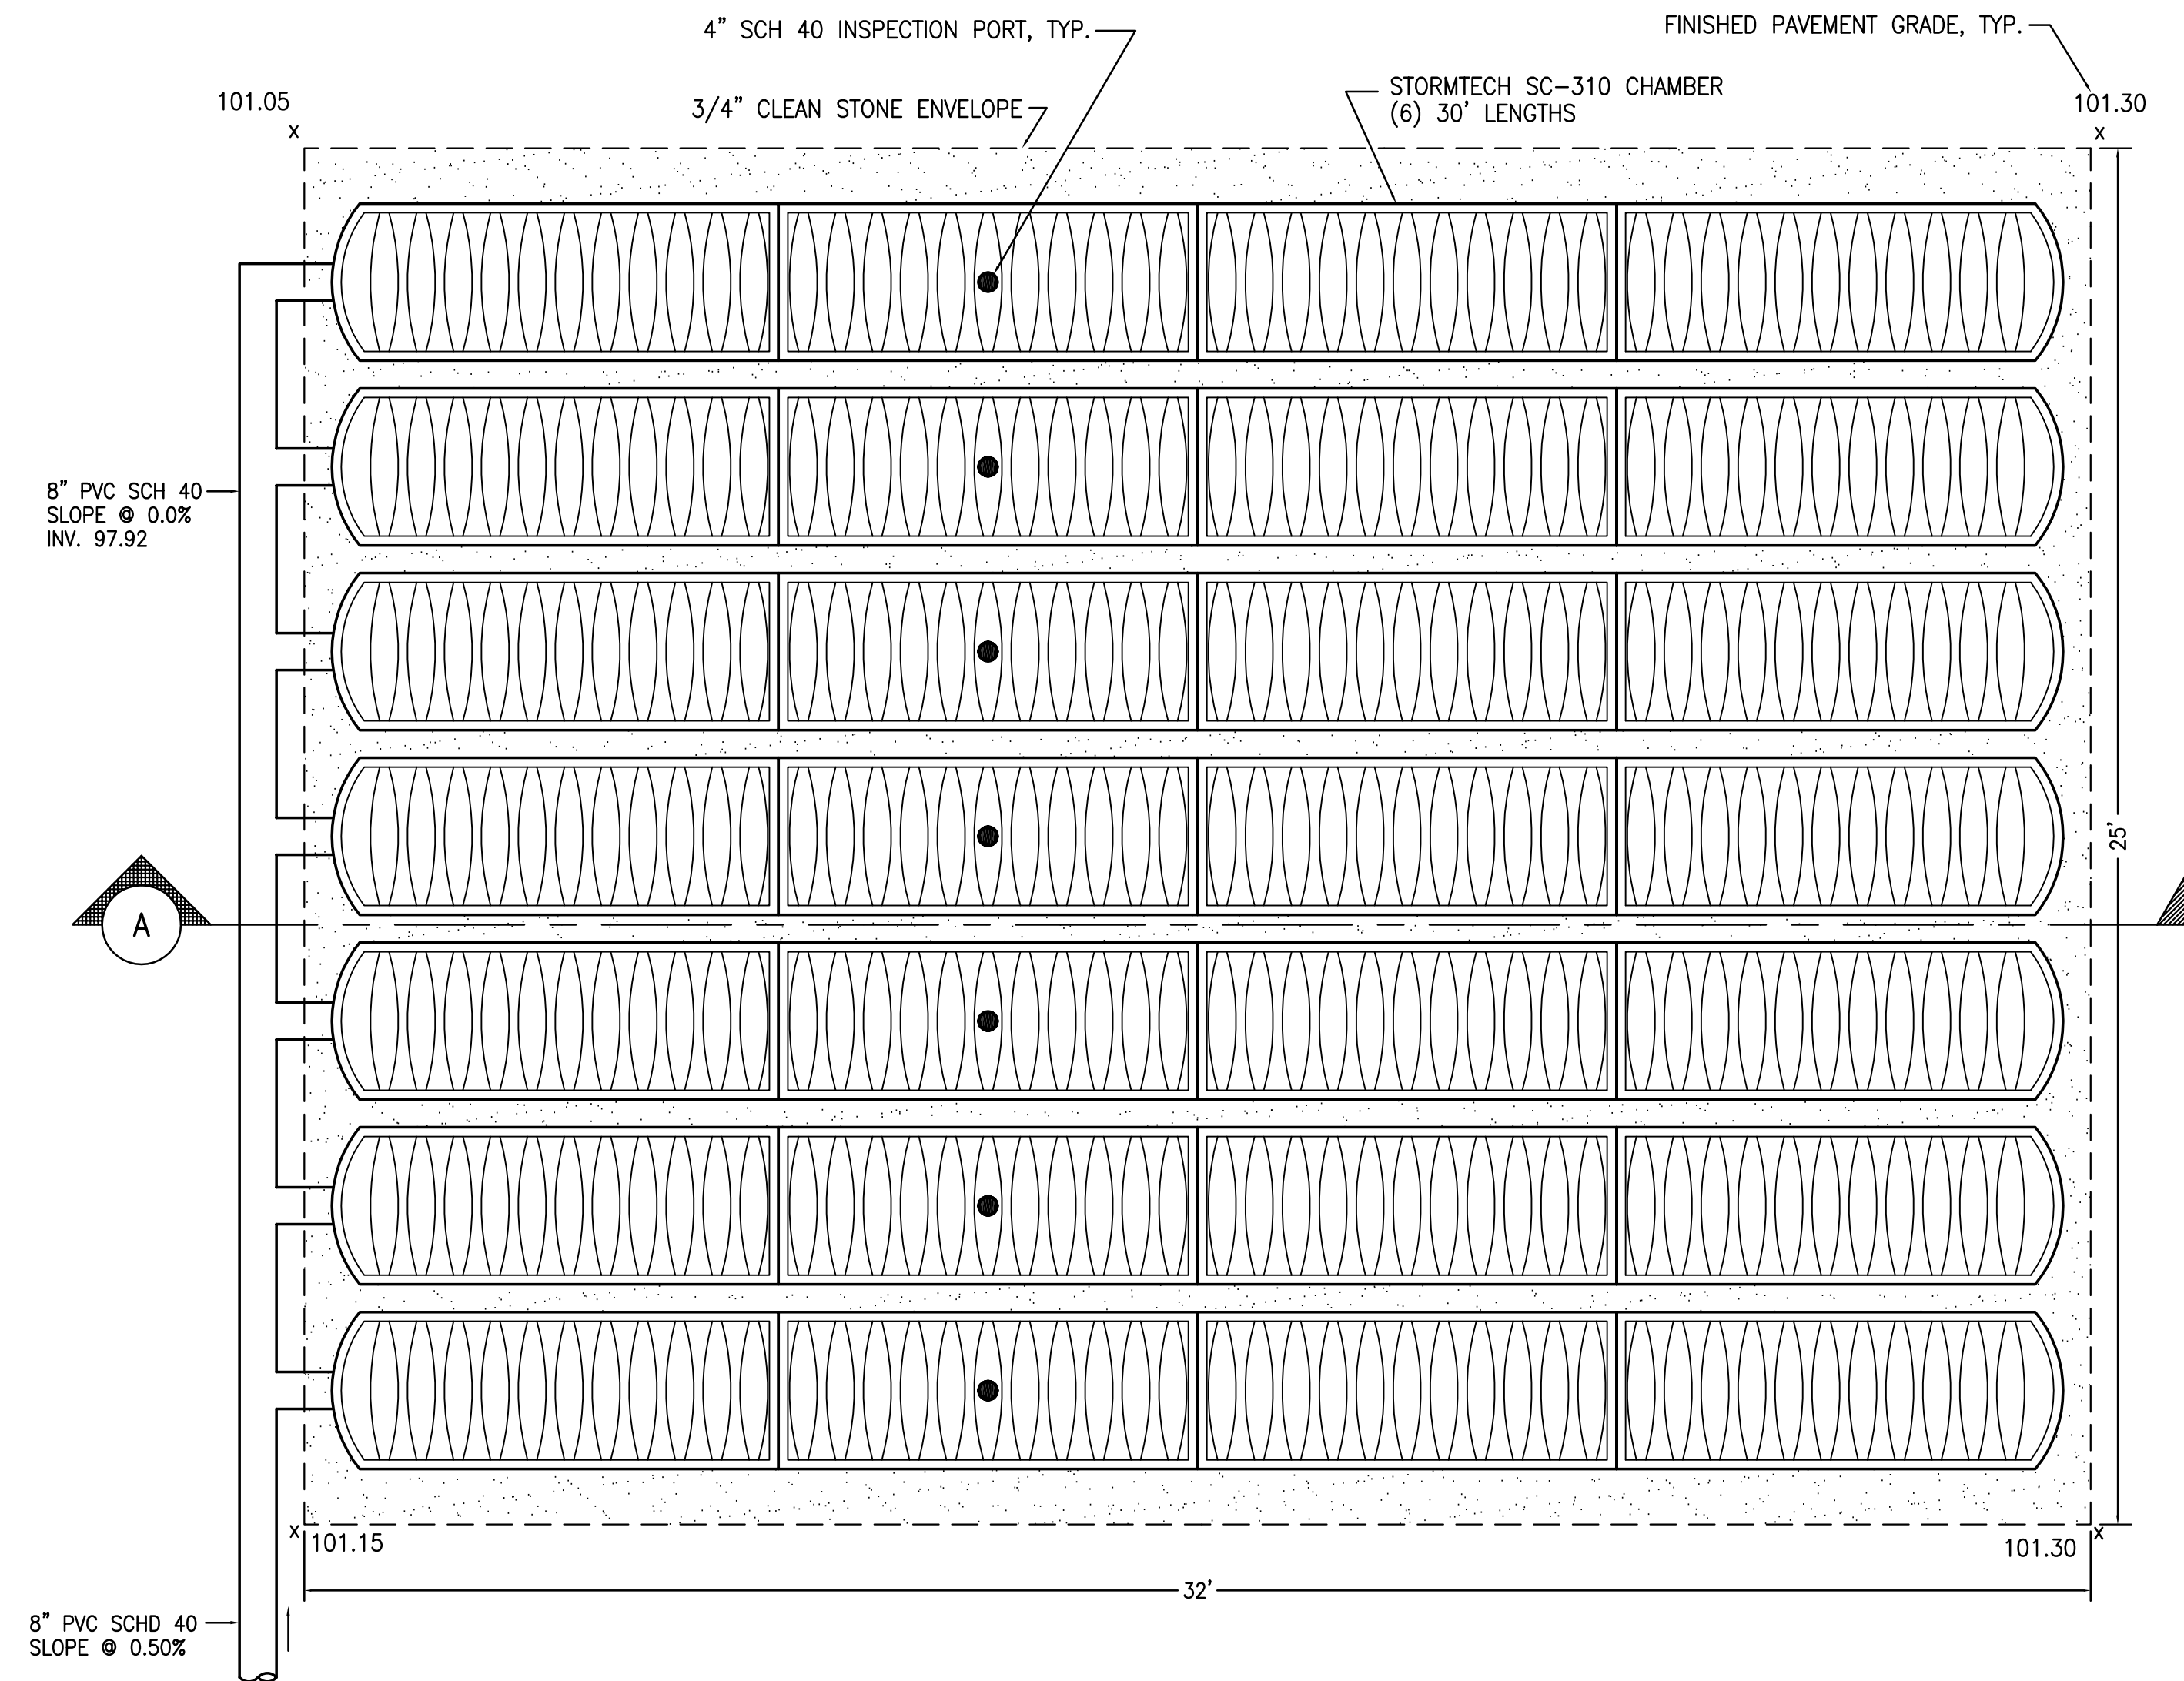 4” SCH 40 INSPECTION PORT, TYP.
FINISHED PAVEMENT GRADE, TYP.
STORMTECH SC-310 CHAMBER
(6) 30' LENGTHS
101.05
3/4” CLEAN STONE ENVELOPE
101.30
x
x
8” PVC SCH 40
SLOPE @ 0.0%
INV. 97.92
25'
A
x
101.15
x
101.30
32'
8” PVC SCHD 40
SLOPE @ 0.50%